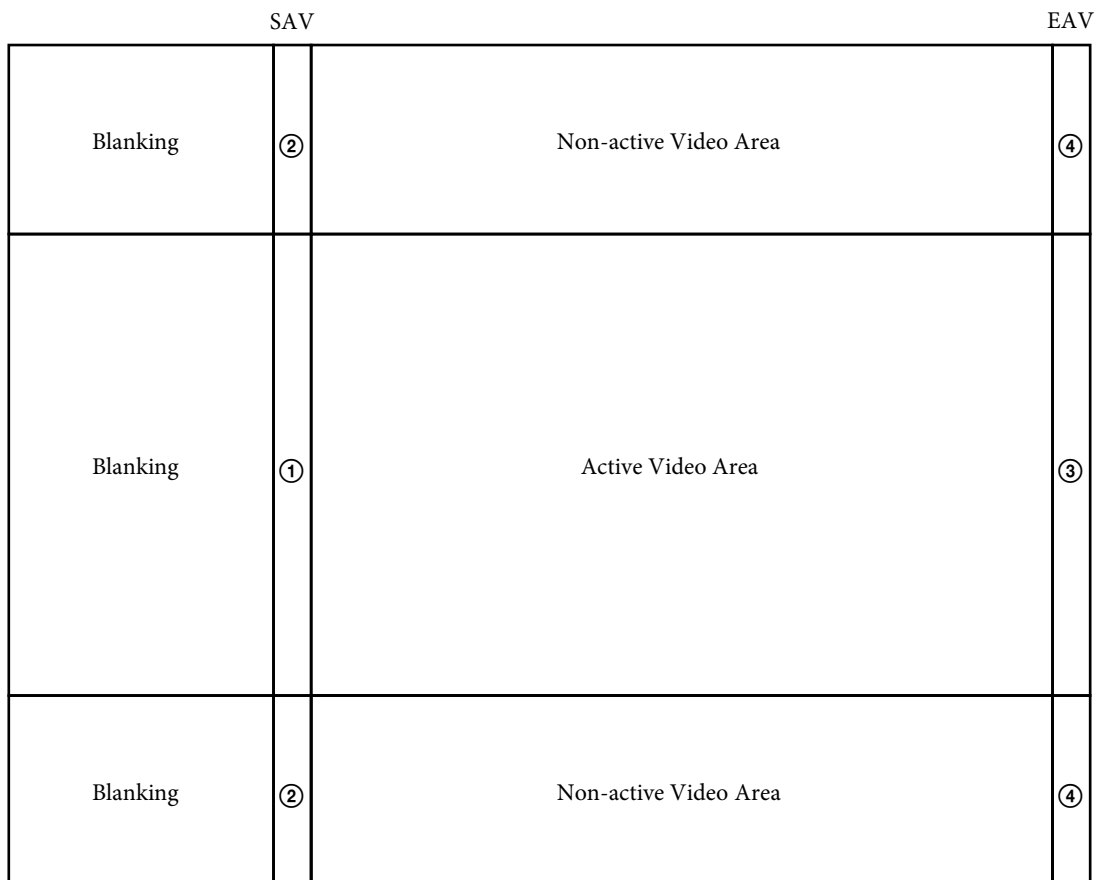 SAV EAV
Blanking ② Non-active Video Area ④
Blanking ① Active Video Area ③
Blanking ② Non-active Video Area ④